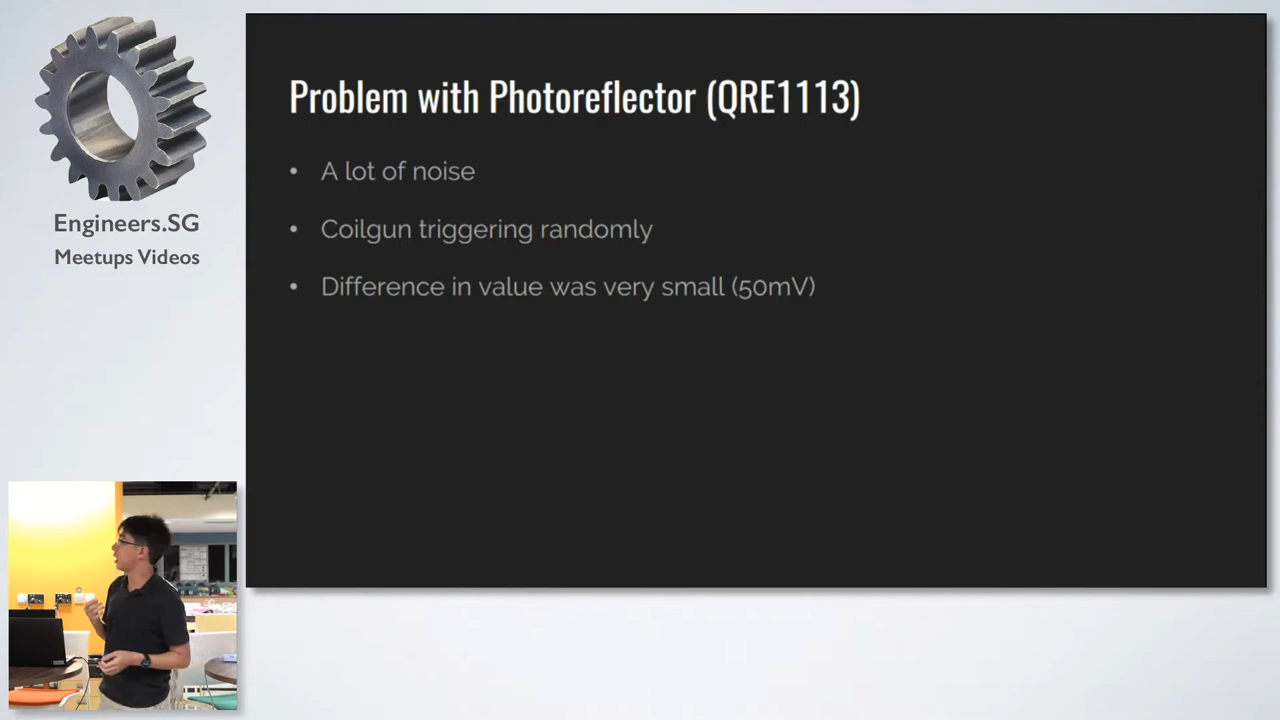 Engineers.SG
Meetups Videos
Problem with Photoreflector (QRE1113)
• A lot of noise
• Coilgun triggering randomly
• Difference in value was very small (50mV)